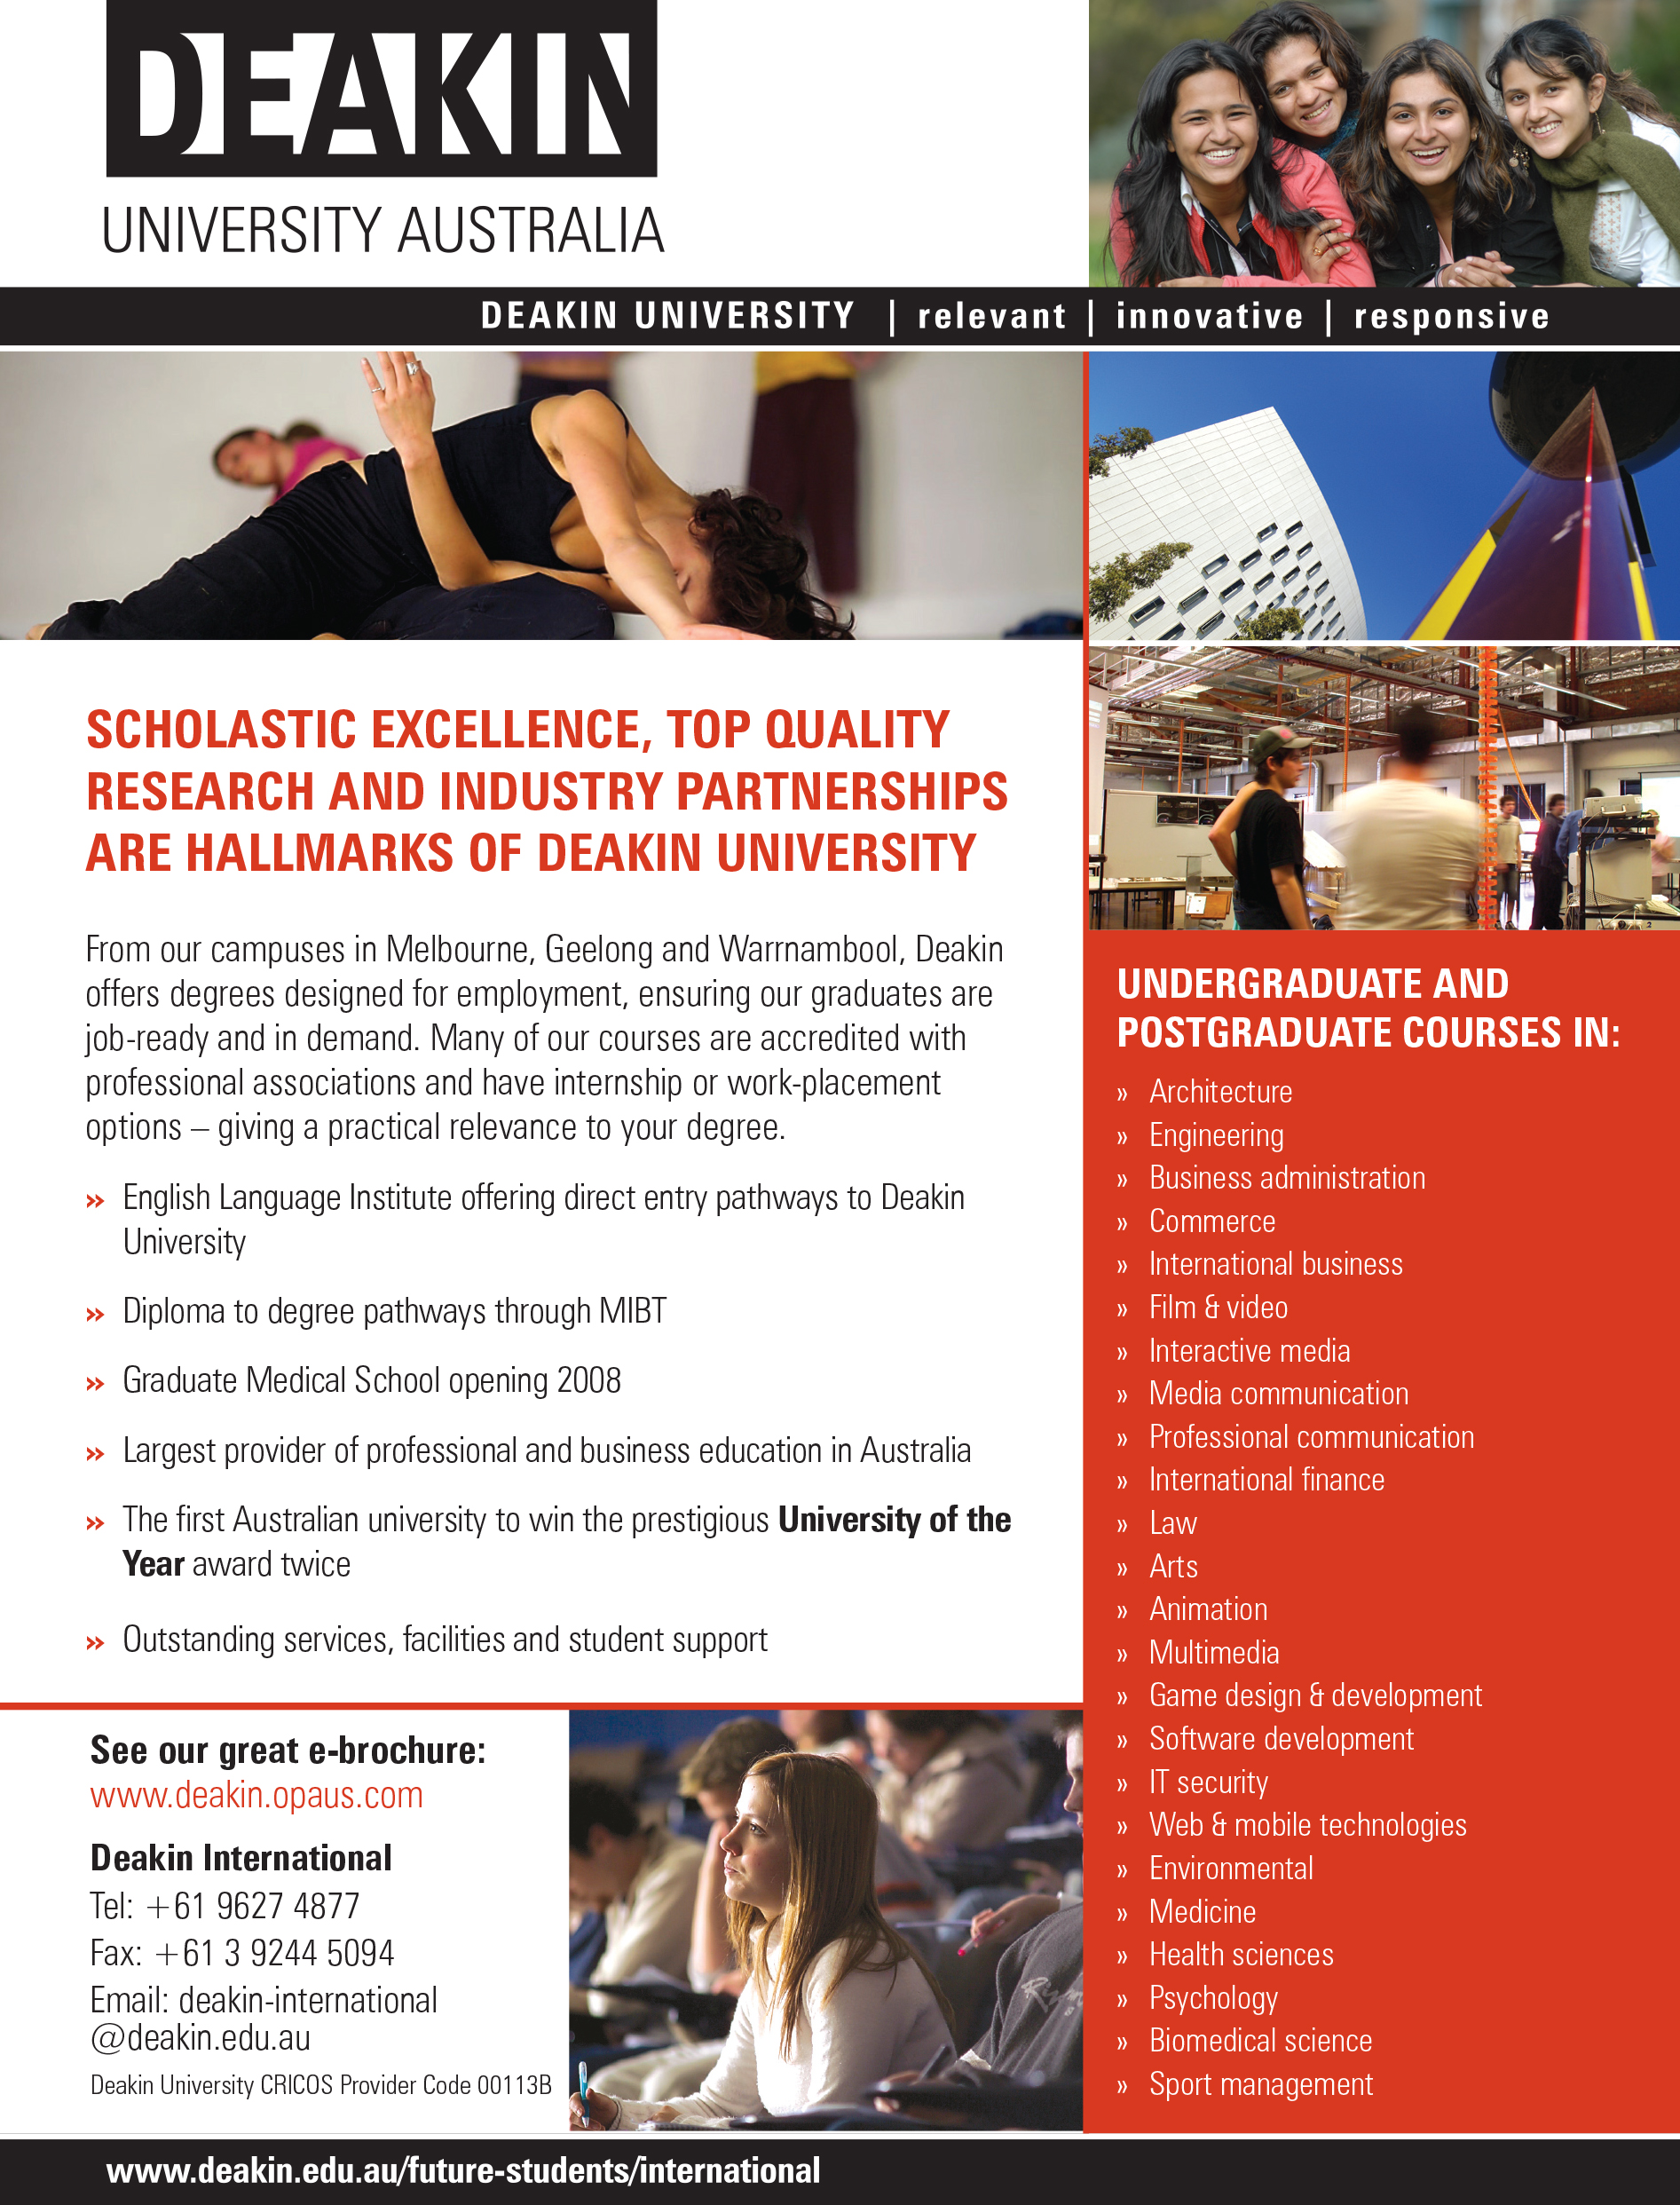 DEAKIN
UNIVERSITY AUSTRALIA
DEAKIN UNIVERSITY | relevant | innovative | responsive
SCHOLASTIC EXCELLENCE, TOP QUALITY
RESEARCH AND INDUSTRY PARTNERSHIPS
ARE HALLMARKS OF DEAKIN UNIVERSITY
From our campuses in Melbourne, Geelong and Warrnambool, Deakin
offers degrees designed for employment, ensuring our graduates are
job-ready and in demand. Many of our courses are accredited with
professional associations and have internship or work-placement
options – giving a practical relevance to your degree.
» English Language Institute offering direct entry pathways to Deakin
University
» Diploma to degree pathways through MIBT
» Graduate Medical School opening 2008
» Largest provider of professional and business education in Australia
» The first Australian university to win the prestigious University of the
Year award twice
» Outstanding services, facilities and student support
See our great e-brochure:
www.deakin.opaus.com
Deakin International
Tel: +61 9627 4877
Fax: +61 3 9244 5094
Email: deakin-international
@deakin.edu.au
Deakin University CRICOS Provider Code 00113B
UNDERGRADUATE AND
POSTGRADUATE COURSES IN:
» Architecture
» Engineering
» Business administration
» Commerce
» International business
» Film & video
» Interactive media
» Media communication
» Professional communication
» International finance
» Law
» Arts
» Animation
» Multimedia
» Game design & development
» Software development
» IT security
» Web & mobile technologies
» Environmental
» Medicine
» Health sciences
» Psychology
» Biomedical science
» Sport management
www.deakin.edu.au/future-students/international